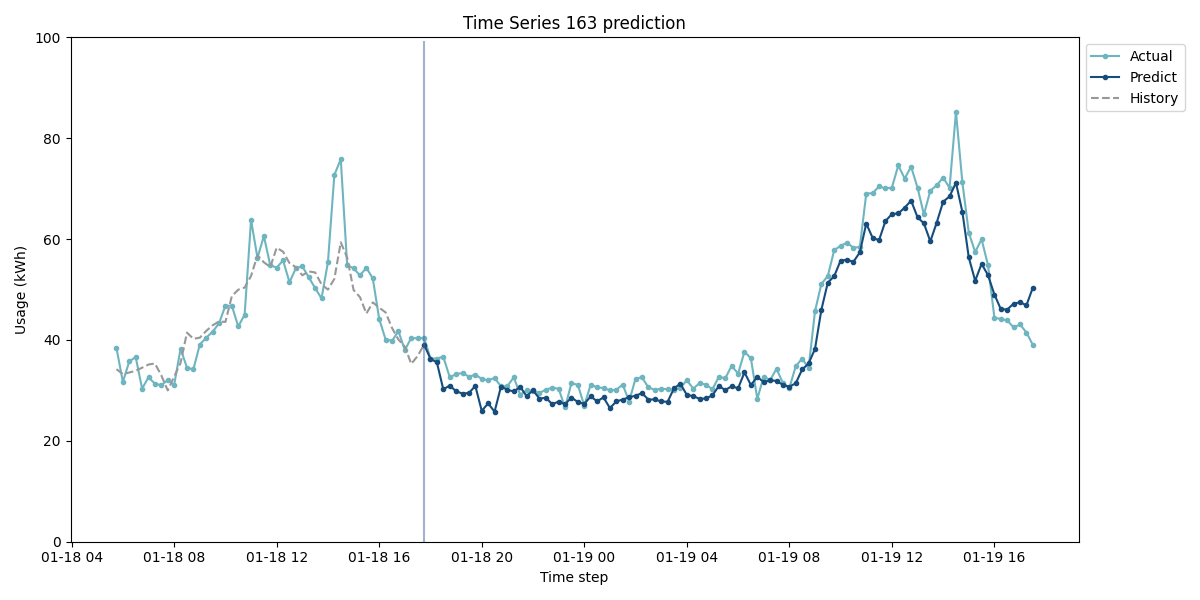 Time Series 163 prediction
Usage (kWh)
100
80
60
40
20
0
01-18 04
01-18 08
01-18 12
01-18 16
01-18 20
01-19 00
01-19 04
01-19 08
01-19 12
01-19 16
Time step
Actual
Predict
History